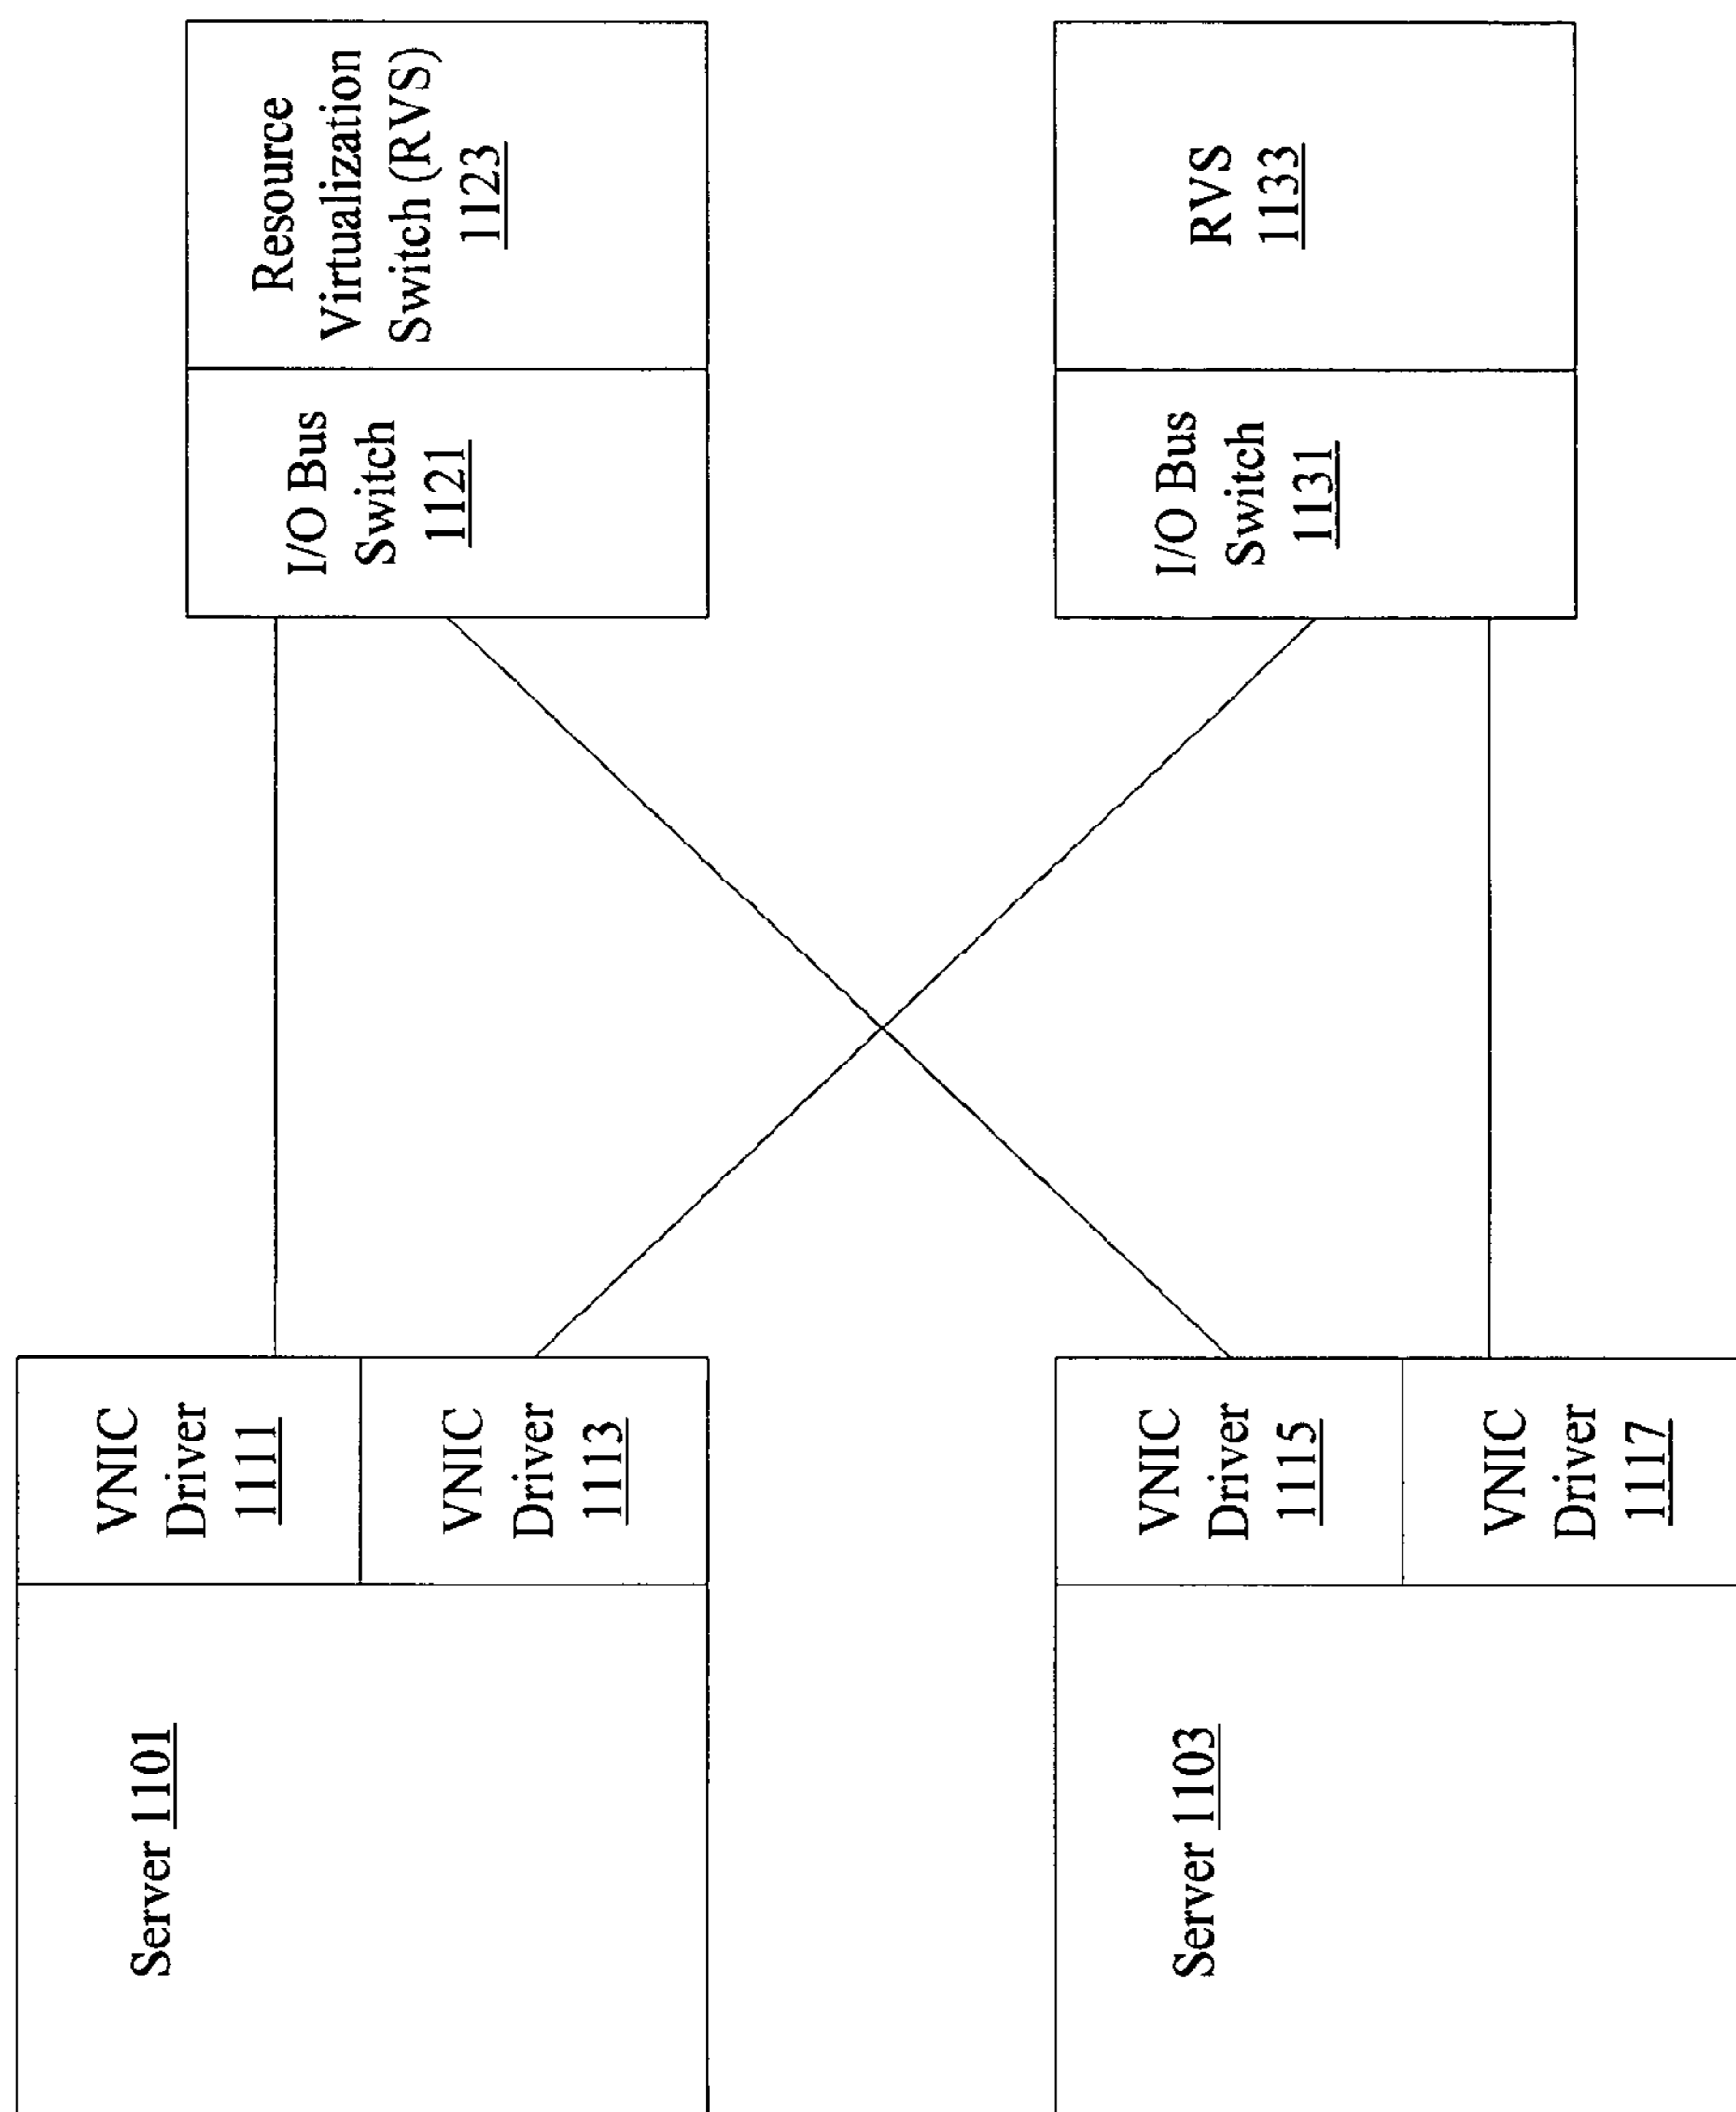 Server 1101
VNIC
Driver
1111
VNIC
Driver
1113
I/O Bus
Switch
1121
Resource
Virtualization
Switch (RVS)
1123
Server 1103
VNIC
Driver
1115
VNIC
Driver
1117
I/O Bus
Switch
1131
RVS
1133